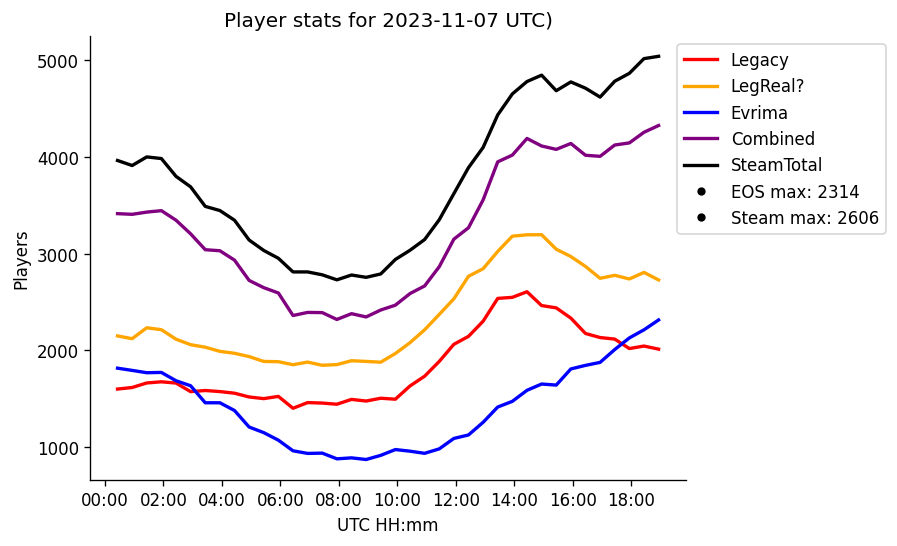 Player stats for 2023-11-07 UTC)
Legacy
LegReal?
Evrima
Combined
SteamTotal
EOS max: 2314
Steam max: 2606
5000
4000
3000
2000
1000
Players
00:00 02:00 04:00 06:00 08:00 10:00 12:00 14:00 16:00 18:00
UTC HH:mm